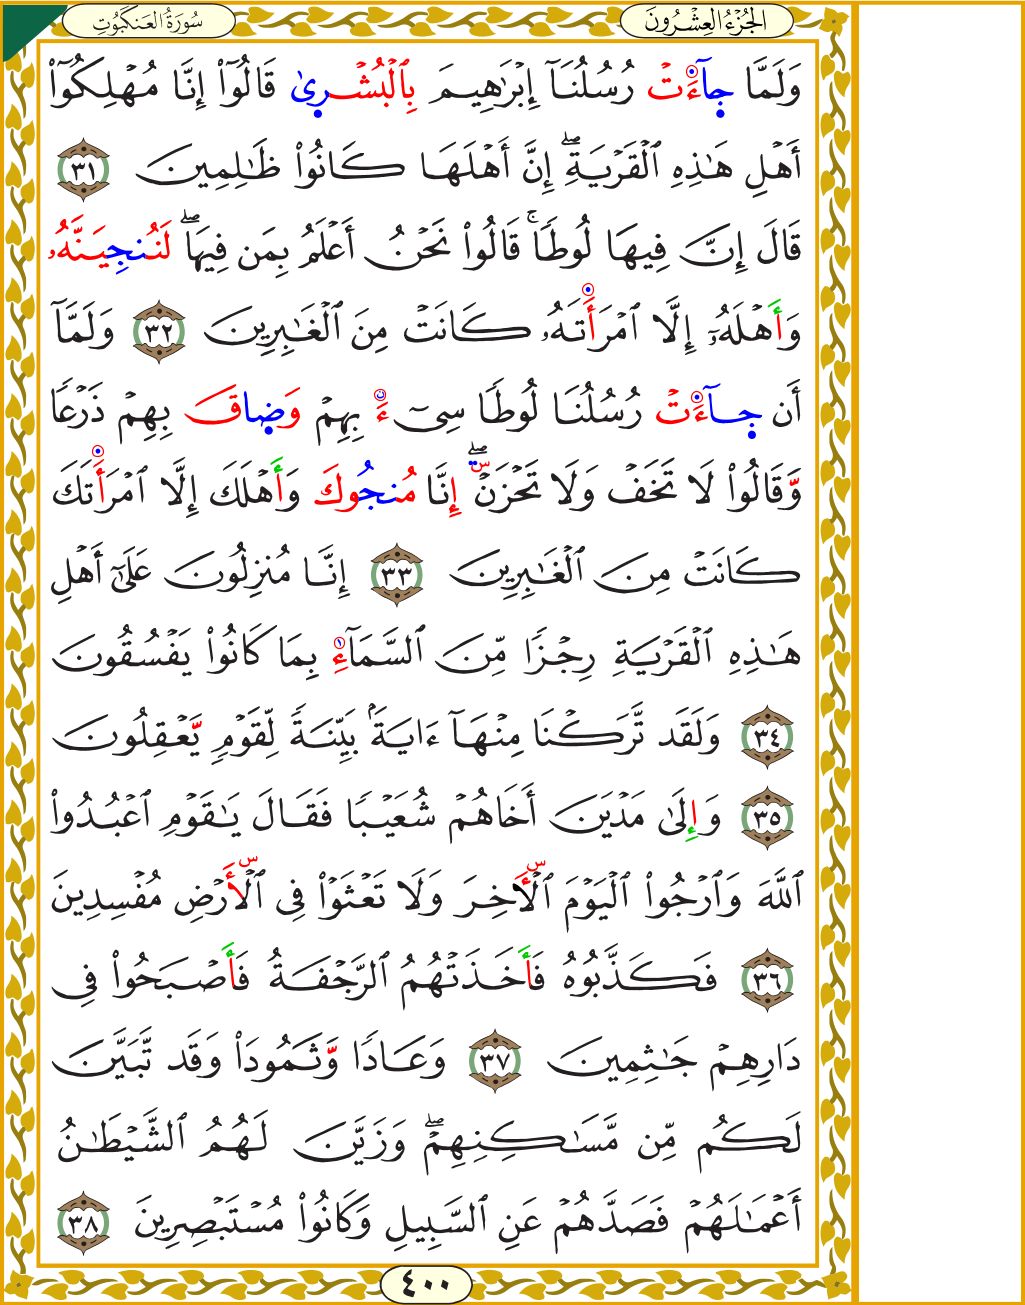 الجُزْءُ العِشْرُونَ
سُورَةُ العَنكَبُوتِ
وَلَمَّا جَآءَتْ رُسُلُنَآ إِبْرَٰهِيمَ بِٱلْبُشْرَىٰ قَالُوٓا۟ إِنَّا مُهْلِكُوٓا۟
أَهْلِ هَٰذِهِ ٱلْقَرْيَةِ ۖ إِنَّ أَهْلَهَا كَانُوا۟ ظَٰلِمِينَ ٣١
قَالَ إِنَّ فِيهَا لُوطًا ۚ قَالُوا۟ نَحْنُ أَعْلَمُ بِمَن فِيهَا ۖ لَنُنجِيَنَّهُۥ
وَأَهْلَهُۥٓ إِلَّا ٱمْرَأَتَهُۥ كَانَتْ مِنَ ٱلْغَٰبِرِينَ ٣٢ وَلَمَّآ
أَن جَآءَتْ رُسُلُنَا لُوطًا سِىٓءَ بِهِمْ وَضَاقَ بِهِمْ ذَرْعًا
وَّقَالُوا۟ لَا تَخَفْ وَلَا تَحْزَنْ ۖ إِنَّا مُنجُوكَ وَأَهْلَكَ إِلَّا ٱمْرَأَتَكَ
كَانَتْ مِنَ ٱلْغَٰبِرِينَ ٣٣ إِنَّا مُنزِلُونَ عَلَىٰٓ أَهْلِ
هَٰذِهِ ٱلْقَرْيَةِ رِجْزًا مِّنَ ٱلسَّمَآءِ بِمَا كَانُوا۟ يَفْسُقُونَ
٣٤ وَلَقَد تَّرَكْنَا مِنْهَآ ءَايَةًۢ بَيِّنَةً لِّقَوْمٍ يَّعْقِلُونَ
٣٥ وَإِلَىٰ مَدْيَنَ أَخَاهُمْ شُعَيْبًا فَقَالَ يَٰقَوْمِ ٱعْبُدُوا۟
ٱللَّهَ وَٱرْجُوا۟ ٱلْيَوْمَ ٱلْأَخِرَ وَلَا تَعْثَوْا۟ فِى ٱلْأَرْضِ مُفْسِدِينَ
٣٦ فَكَذَّبُوهُ فَأَخَذَتْهُمُ ٱلرَّجْفَةُ فَأَصْبَحُوا۟ فِى
دَارِهِمْ جَٰثِمِينَ ٣٧ وَعَادًا وَّثَمُودَا۟ وَقَد تَّبَيَّنَ
لَكُم مِّن مَّسَٰكِنِهِمْ ۖ وَزَيَّنَ لَهُمُ ٱلشَّيْطَٰنُ
أَعْمَٰلَهُمْ فَصَدَّهُمْ عَنِ ٱلسَّبِيلِ وَكَانُوا۟ مُسْتَبْصِرِينَ ٣٨
٤٠٠